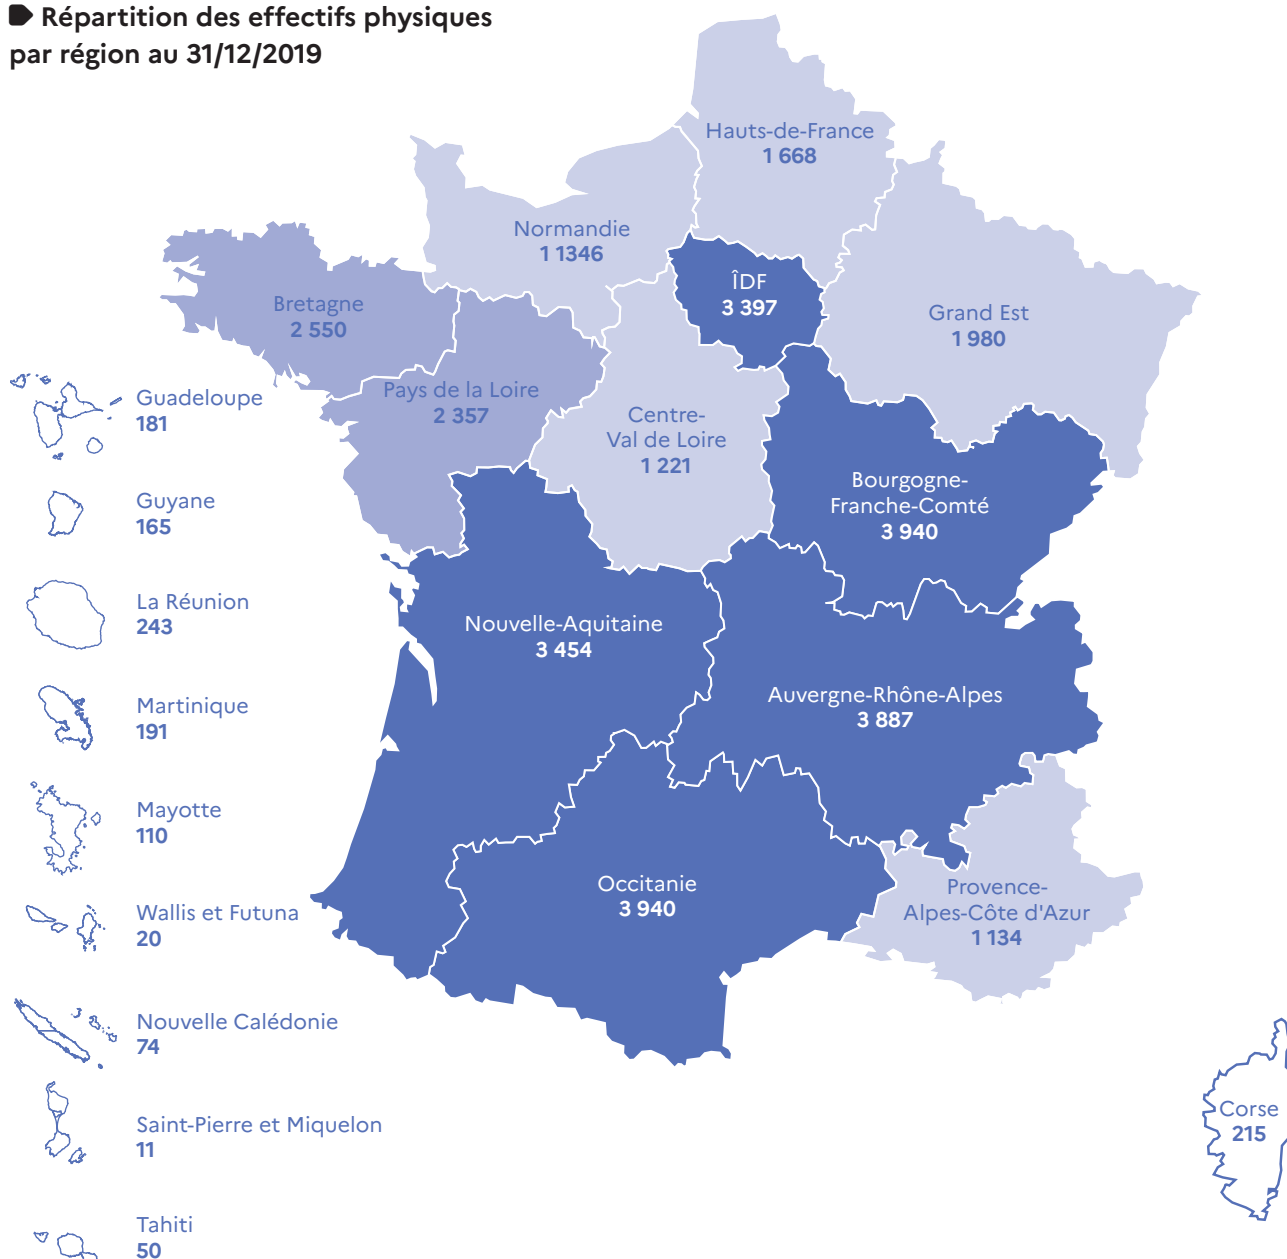 Répartition des effectifs physiques
par région au 31/12/2019
Hauts-de-France
1 668
Normandie
1 1346
ÎDF
3 397
Grand Est
1 980
Bretagne
2 550
Pays de la Loire
2 357
Centre-
Val de Loire
1 221
Bourgogne-
Franche-Comté
3 940
Nouvelle-Aquitaine
3 454
Auvergne-Rhône-Alpes
3 887
Occitanie
3 940
Provence-
Alpes-Côte d'Azur
1 134
Corse
215
Guadeloupe
181
Guyane
165
La Réunion
243
Martinique
191
Mayotte
110
Wallis et Futuna
20
Nouvelle Calédonie
74
Saint-Pierre et Miquelon
11
Tahiti
50